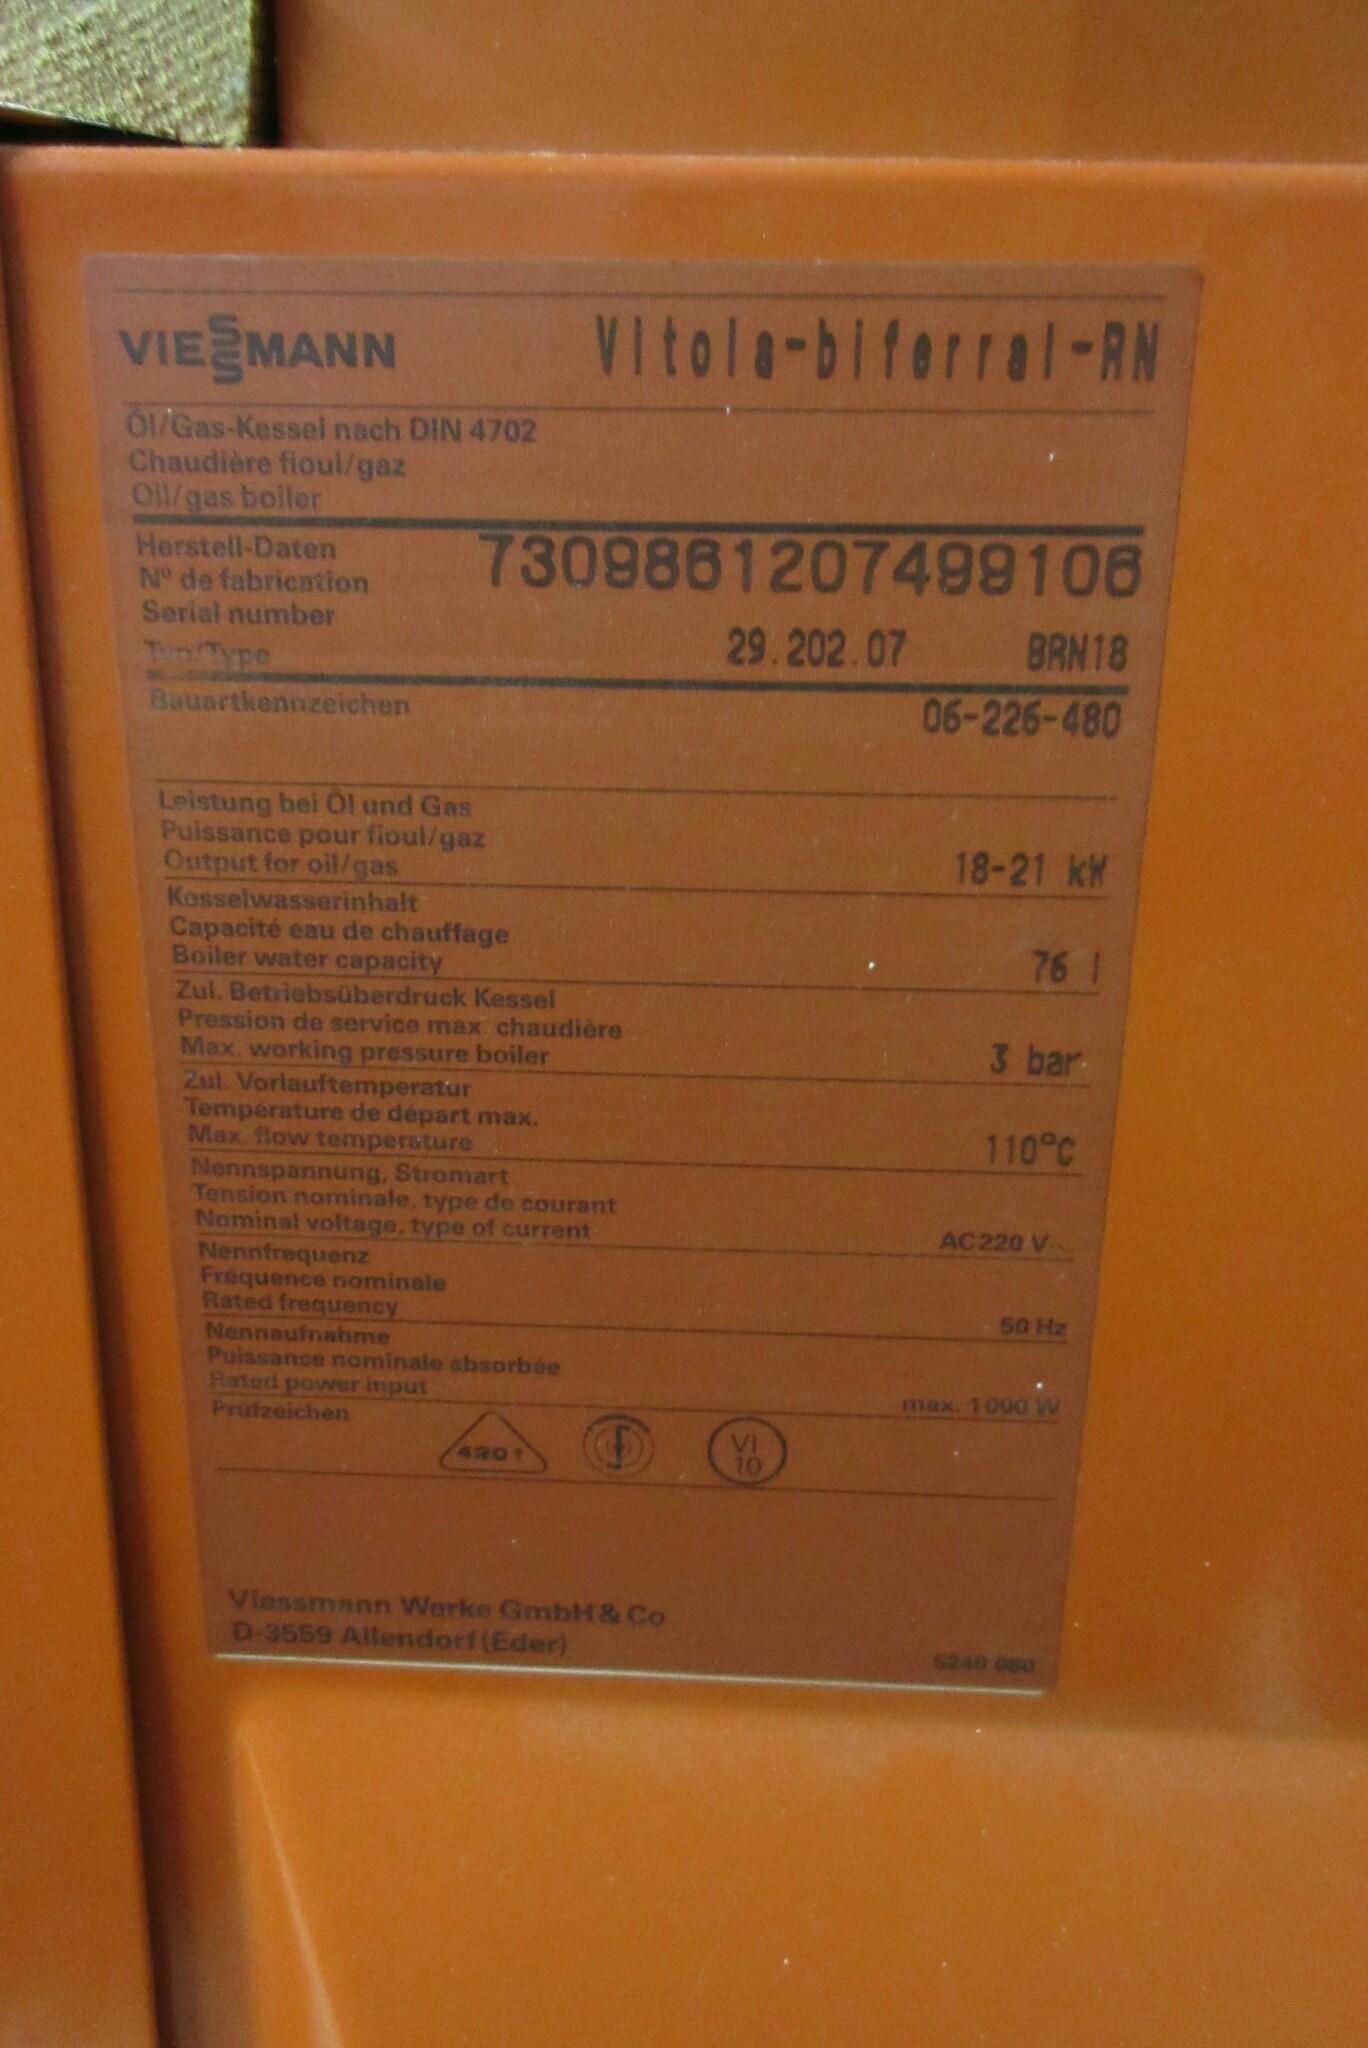 VIESSMANN Vitola-biferral-RN
Öl/Gas-Kessel nach DIN 4702
Chaudière fioul/gaz
Oil/gas boiler
Herstell-Daten
N° de fabrication 7309861207499106
Serial number
Typ/Type 29.202.07 BRN18
Bauartkennzeichen 06-226-480
Leistung bei Öl und Gas
Puissance pour fioul/gaz
Output for oil/gas 18-21 kW
Kesselwasserinhalt
Capacité eau de chauffage
Boiler water capacity 76 l
Zul. Betriebsüberdruck Kessel
Pression de service max. chaudière
Max. working pressure boiler 3 bar
Zul. Vorlauftemperatur
Température de départ max.
Max. flow temperature 110°C
Nennspannung, Stromart
Tension nominale, type de courant
Nominal voltage, type of current AC 220 V~
Nennfrequenz
Fréquence nominale
Rated frequency 50 Hz
Nennaufnahme
Puissance nominale absorbée
Rated power input max. 1000 W
Prüfzeichen 4201 VI 10
Viessmann Werke GmbH & Co
D-3559 Allendorf (Eder)
5240 080